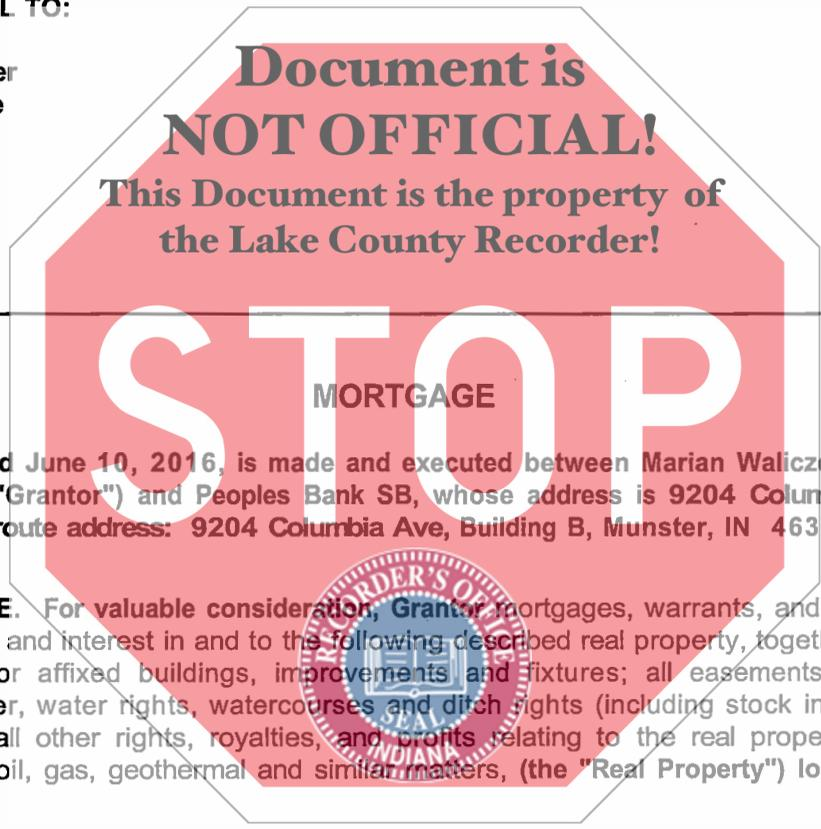 L TO:
er
e
Document is
NOT OFFICIAL!
This Document is the property of
the Lake County Recorder!
STOP
MORTGAGE
d June 10, 2016, is made and executed between Marian Walicz
"Grantor") and Peoples Bank SB, whose address is 9204 Colum
route address: 9204 Columbia Ave, Building B, Munster, IN 463
E. For valuable consideration, Grantor mortgages, warrants, and
and interest in and to the following described real property, toget
or affixed buildings, improvements and fixtures; all easements
er, water rights, watercourses and ditch rights (including stock in
all other rights, royalties, and profits relating to the real prope
oil, gas, geothermal and similar matters, (the "Real Property") lo
RECORDER'S OFFICE
SEAL
INDIANA